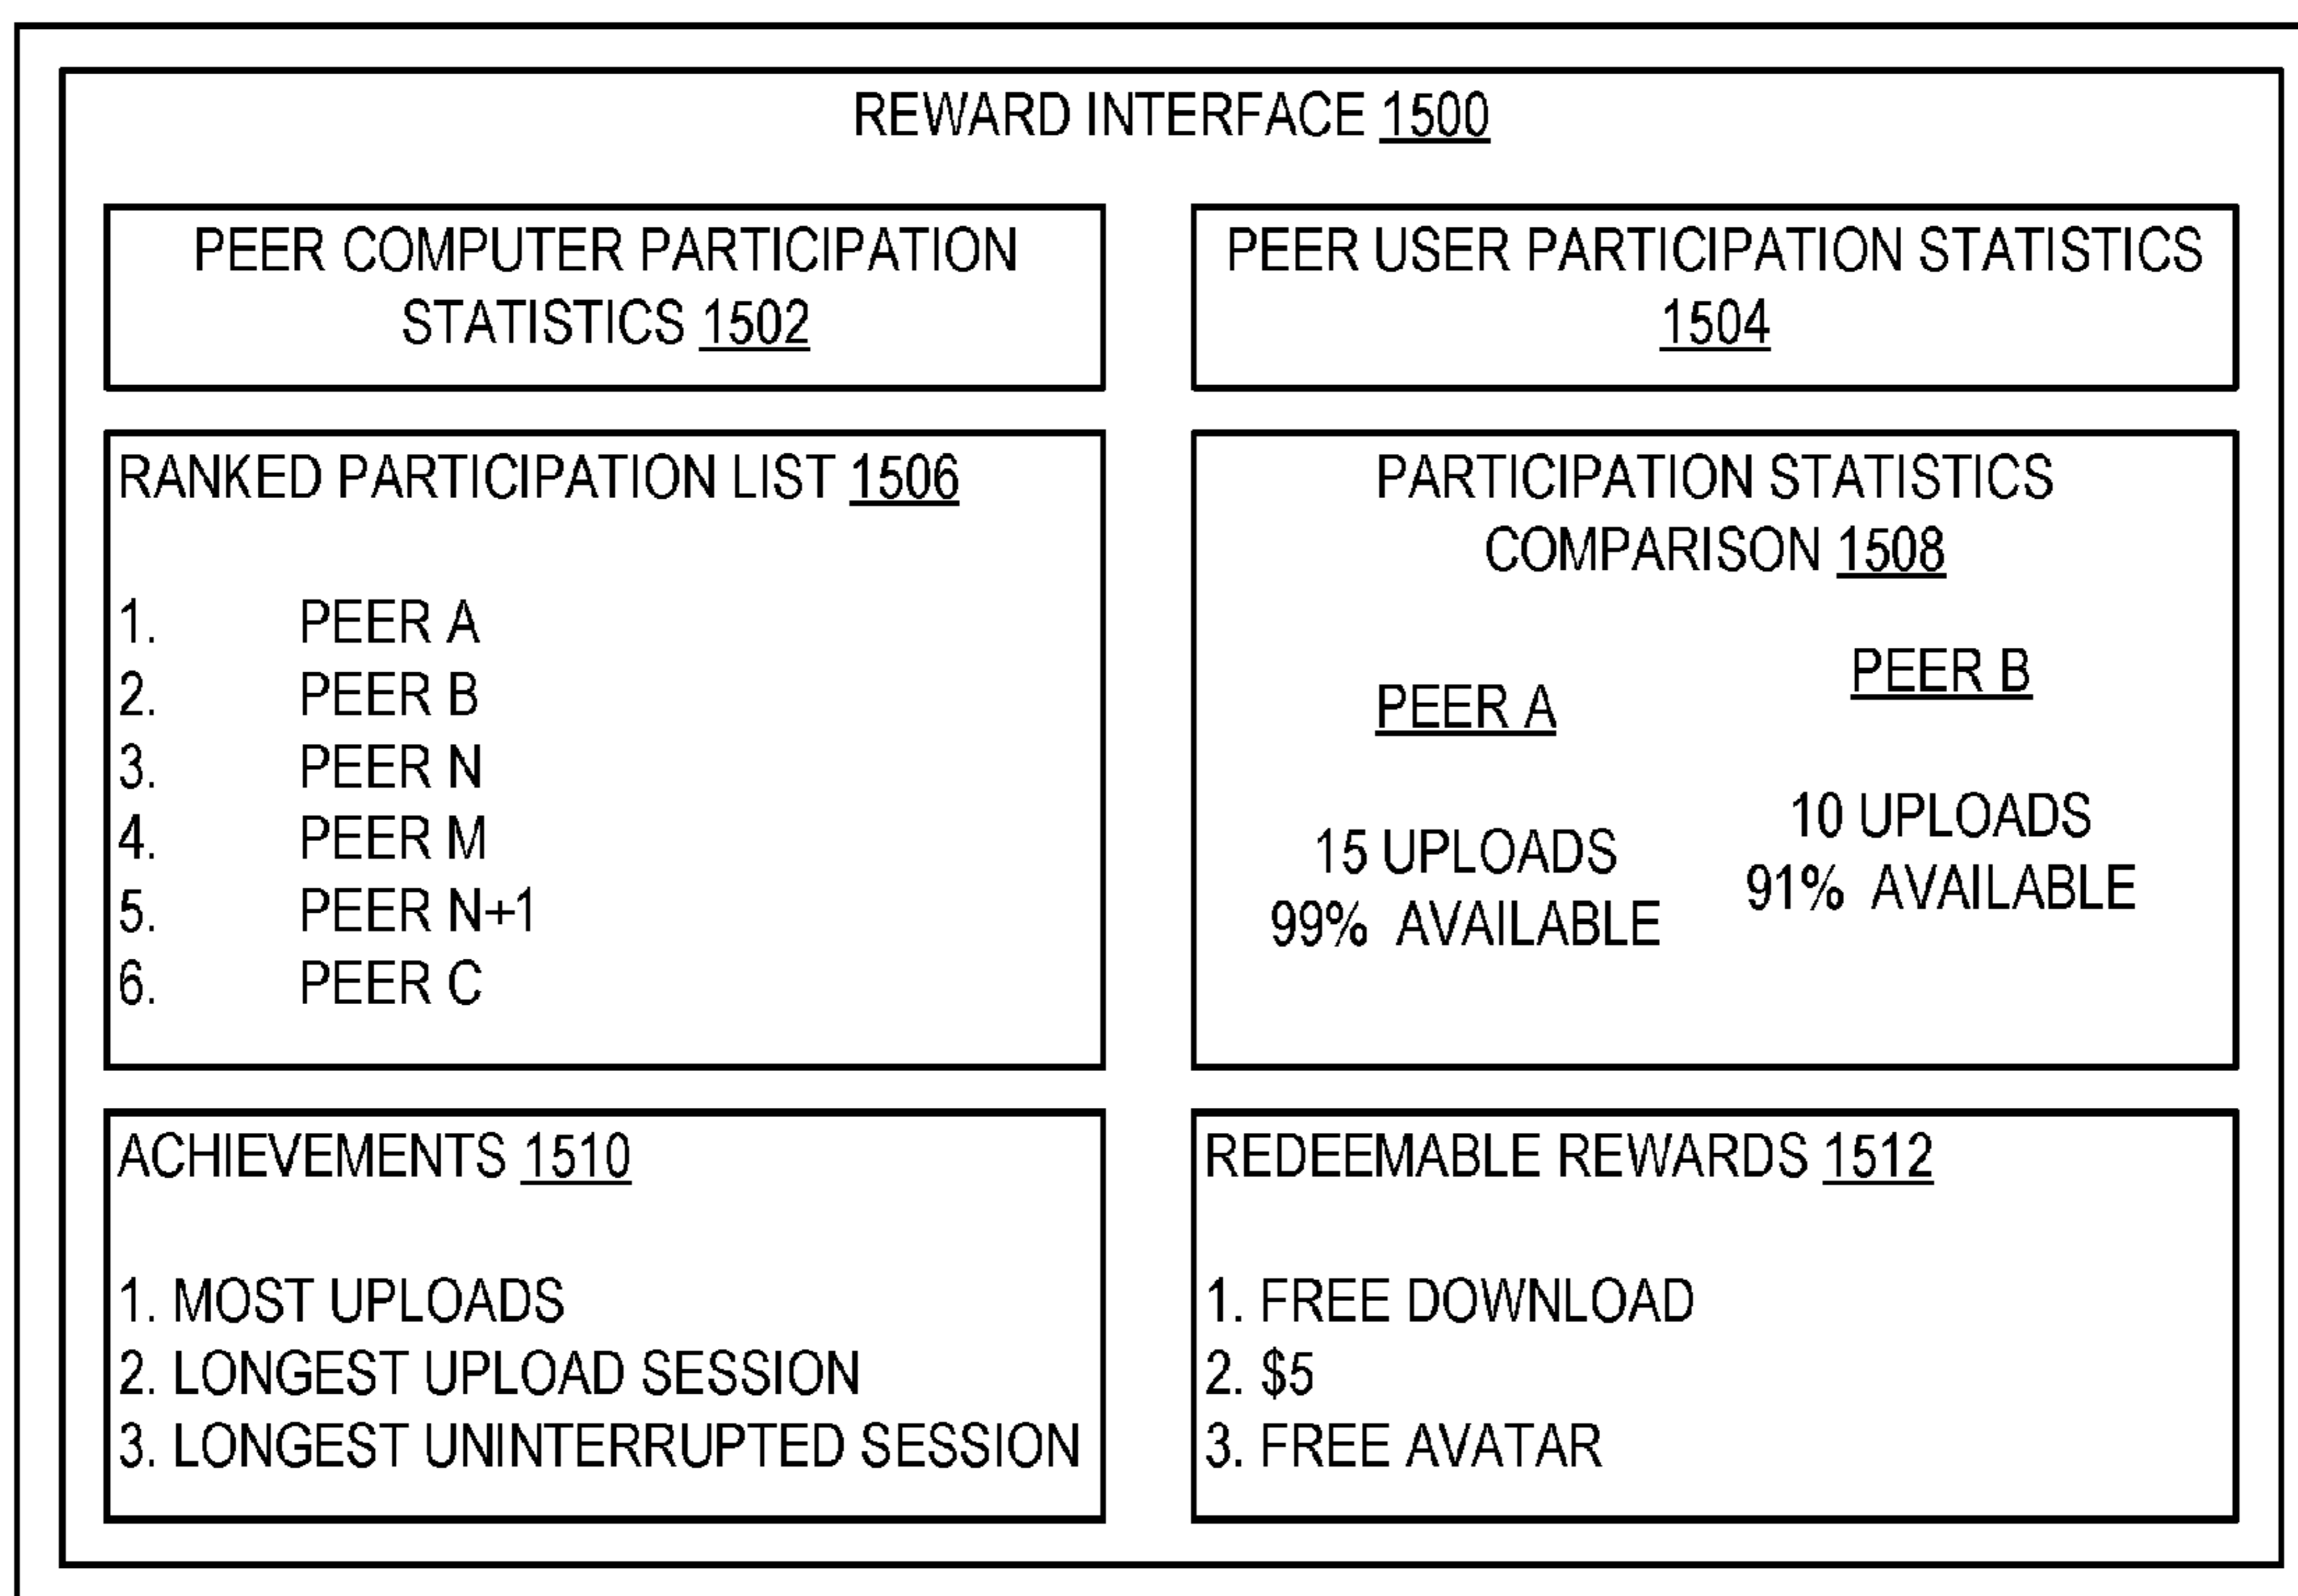 REWARD INTERFACE 1500
PEER COMPUTER PARTICIPATION
STATISTICS 1502
PEER USER PARTICIPATION STATISTICS
1504
RANKED PARTICIPATION LIST 1506
1. PEER A
2. PEER B
3. PEER N
4. PEER M
5. PEER N+1
6. PEER C
PARTICIPATION STATISTICS
COMPARISON 1508
PEER A
15 UPLOADS
99% AVAILABLE
PEER B
10 UPLOADS
91% AVAILABLE
ACHIEVEMENTS 1510
1. MOST UPLOADS
2. LONGEST UPLOAD SESSION
3. LONGEST UNINTERRUPTED SESSION
REDEEMABLE REWARDS 1512
1. FREE DOWNLOAD
2. $5
3. FREE AVATAR